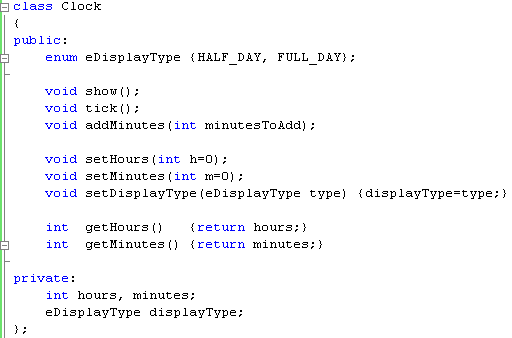 class Clock
{
public:
    enum eDisplayType {HALF_DAY, FULL_DAY};

    void show();
    void tick();
    void addMinutes(int minutesToAdd);

    void setHours(int h=0);
    void setMinutes(int m=0);
    void setDisplayType(eDisplayType type) {displayType=type;}

    int  getHours()   {return hours;}
    int  getMinutes() {return minutes;}

private:
    int hours, minutes;
    eDisplayType displayType;
};